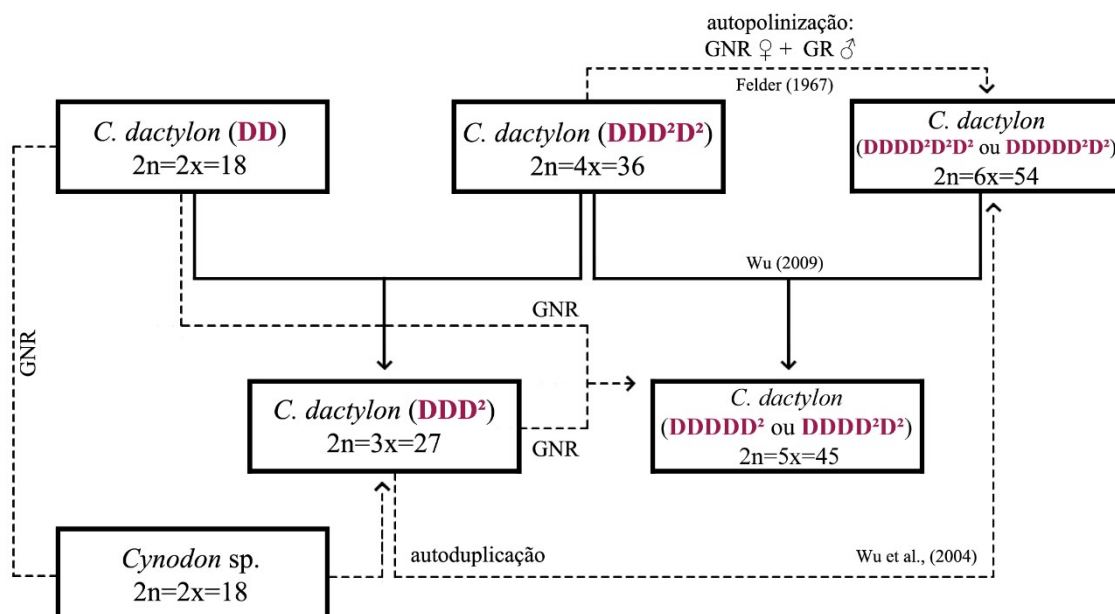 autopolinização:
GNR ♀ + GR ♂
Felder (1967)
C. dactylon (DD)
2n=2x=18
C. dactylon (DDD²D²)
2n=4x=36
C. dactylon
(DDDD²D²D² ou DDDDD²D²)
2n=6x=54
Wu (2009)
GNR
GNR
C. dactylon (DDD²)
2n=3x=27
GNR
C. dactylon
(DDDDD² ou DDDD²D²)
2n=5x=45
autoduplicação
Wu et al., (2004)
Cynodon sp.
2n=2x=18